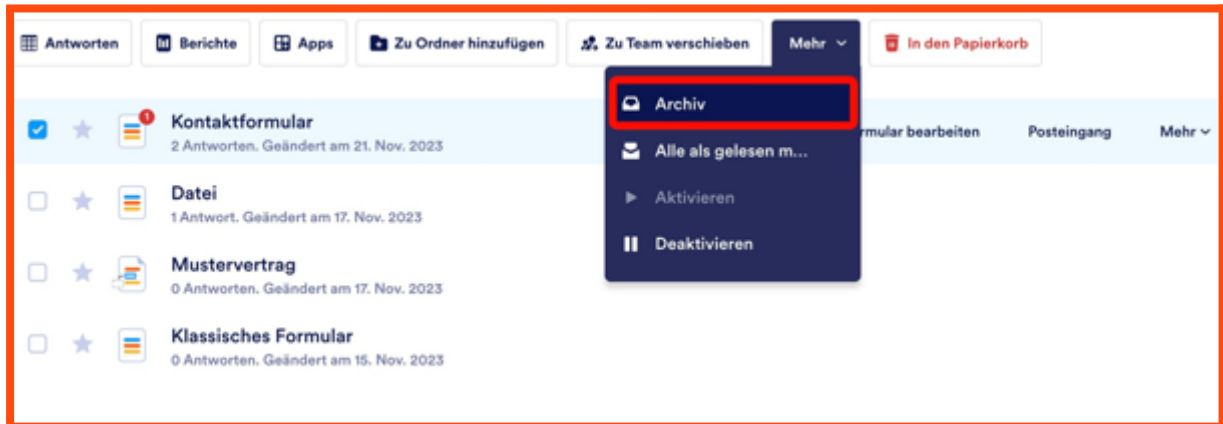 Antworten Berichte Apps Zu Ordner hinzufügen Zu Team verschieben Mehr In den Papierkorb
Archiv
Alle als gelesen m...
Aktivieren
Deaktivieren
1
Kontaktformular
2 Antworten. Geändert am 21. Nov. 2023
rmular bearbeiten Posteingang Mehr
Datei
1 Antwort. Geändert am 17. Nov. 2023
Mustervertrag
0 Antworten. Geändert am 17. Nov. 2023
Klassisches Formular
0 Antworten. Geändert am 15. Nov. 2023